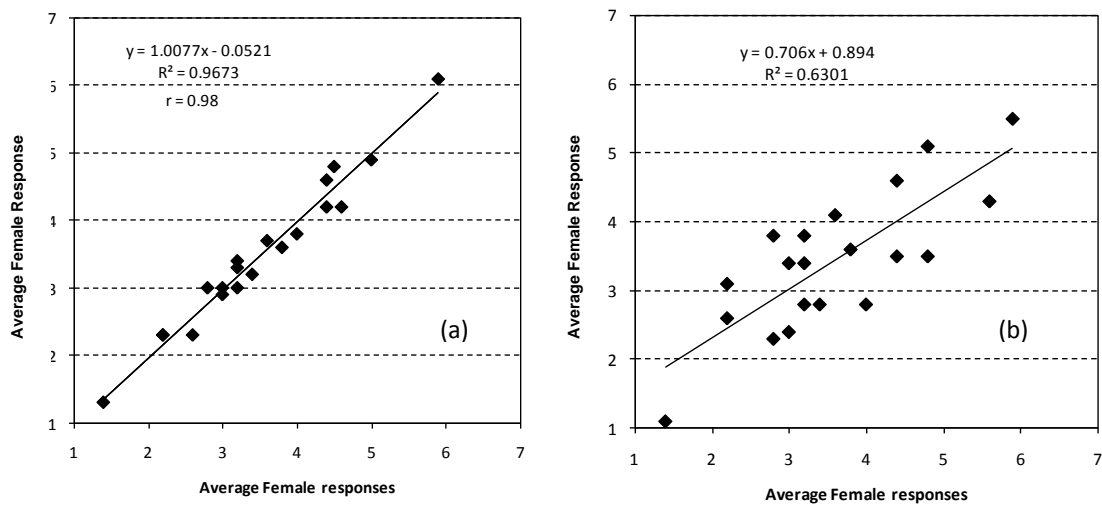 7
6
5
4
3
2
1
1 2 3 4 5 6 7
Average Female Response
Average Female responses
y = 1.0077x - 0.0521
R² = 0.9673
r = 0.98
(a)
7
6
5
4
3
2
1
1 2 3 4 5 6 7
Average Female Response
Average Female responses
y = 0.706x + 0.894
R² = 0.6301
(b)